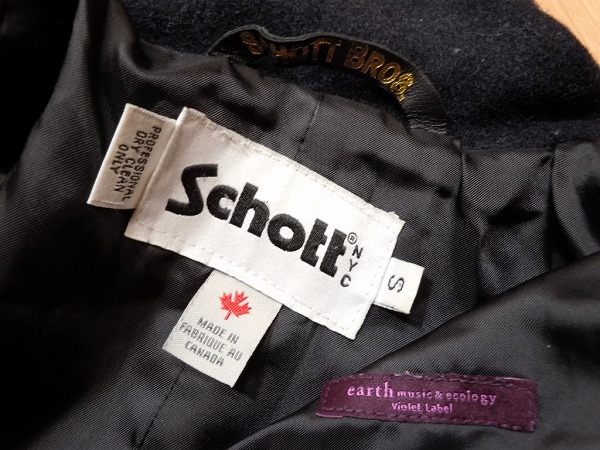 SCHOTT BROS.
PROFESSIONAL
DRY CLEAN
ONLY
Schott® NYC
S
MADE IN
FABRIQUE AU
CANADA
earth music & ecology
Violet Label